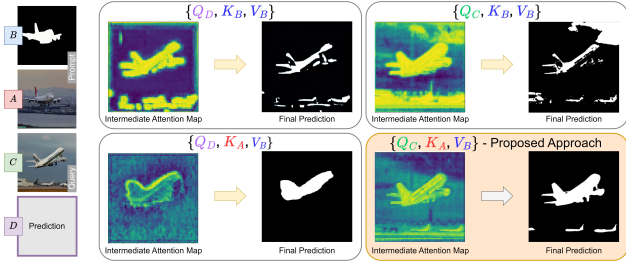 B
Prompt
A
C
Query
D
Prediction
{Q_D, K_B, V_B}
Intermediate Attention Map
Final Prediction
{Q_C, K_B, V_B}
Intermediate Attention Map
Final Prediction
{Q_D, K_A, V_B}
Intermediate Attention Map
Final Prediction
{Q_C, K_A, V_B} - Proposed Approach
Intermediate Attention Map
Final Prediction